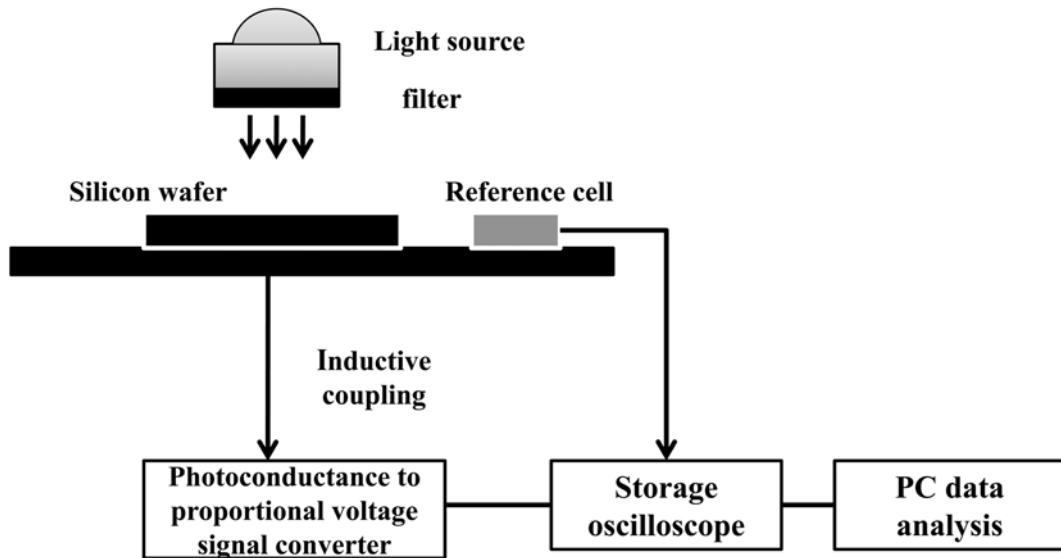 Light source
filter
Silicon wafer
Reference cell
Inductive
coupling
Photoconductance to
proportional voltage
signal converter
Storage
oscilloscope
PC data
analysis